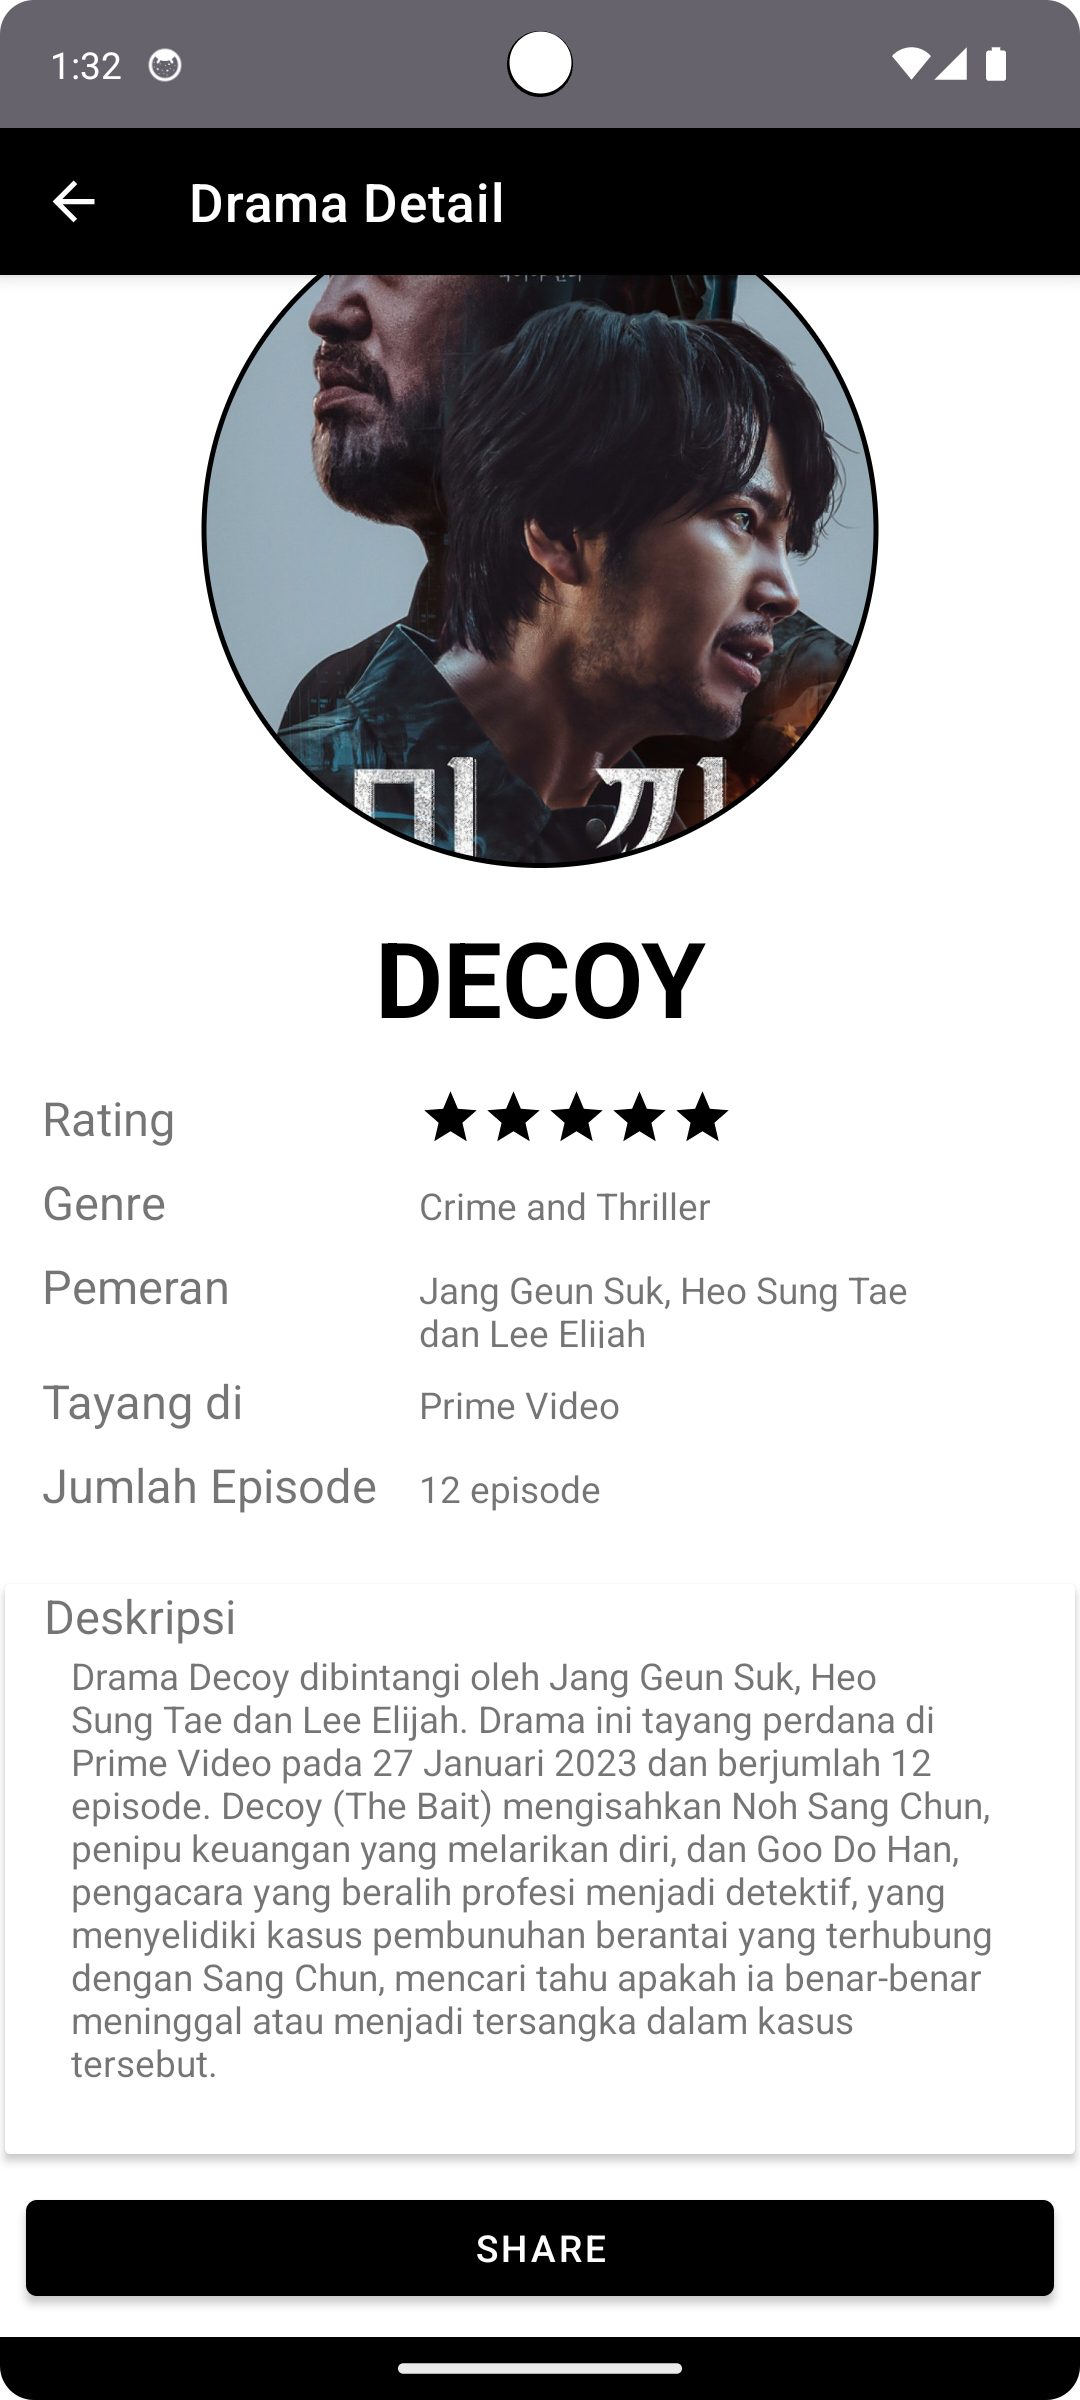 1:32
Drama Detail
DECOY
Rating
Genre
Crime and Thriller
Pemeran
Jang Geun Suk, Heo Sung Tae
dan Lee Elijah
Tayang di
Prime Video
Jumlah Episode
12 episode
Deskripsi
Drama Decoy dibintangi oleh Jang Geun Suk, Heo
Sung Tae dan Lee Elijah. Drama ini tayang perdana di
Prime Video pada 27 Januari 2023 dan berjumlah 12
episode. Decoy (The Bait) mengisahkan Noh Sang Chun,
penipu keuangan yang melarikan diri, dan Goo Do Han,
pengacara yang beralih profesi menjadi detektif, yang
menyelidiki kasus pembunuhan berantai yang terhubung
dengan Sang Chun, mencari tahu apakah ia benar-benar
meninggal atau menjadi tersangka dalam kasus
tersebut.
SHARE